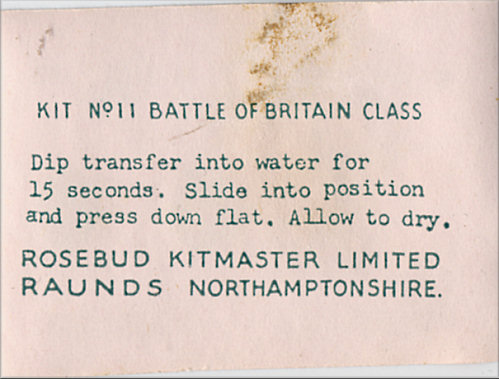 KIT Nº11 BATTLE OF BRITAIN CLASS
Dip transfer into water for
15 seconds. Slide into position
and press down flat. Allow to dry.
ROSEBUD KITMASTER LIMITED
RAUNDS NORTHAMPTONSHIRE.